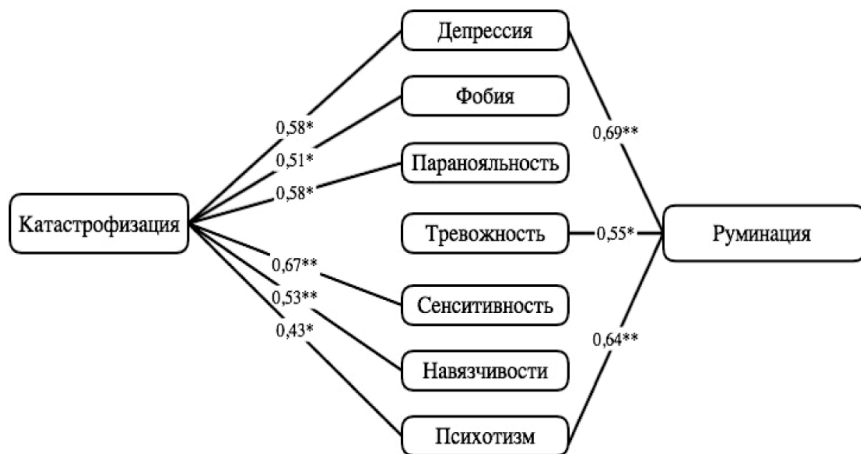 Депрессия
Фобия
0,58*
0,69**
0,51*
Паранояльность
0,58*
Катастрофизация
Тревожность
0,55*
Руминация
0,67**
0,53**
Сенситивность
0,43*
0,64**
Навязчивости
Психотизм